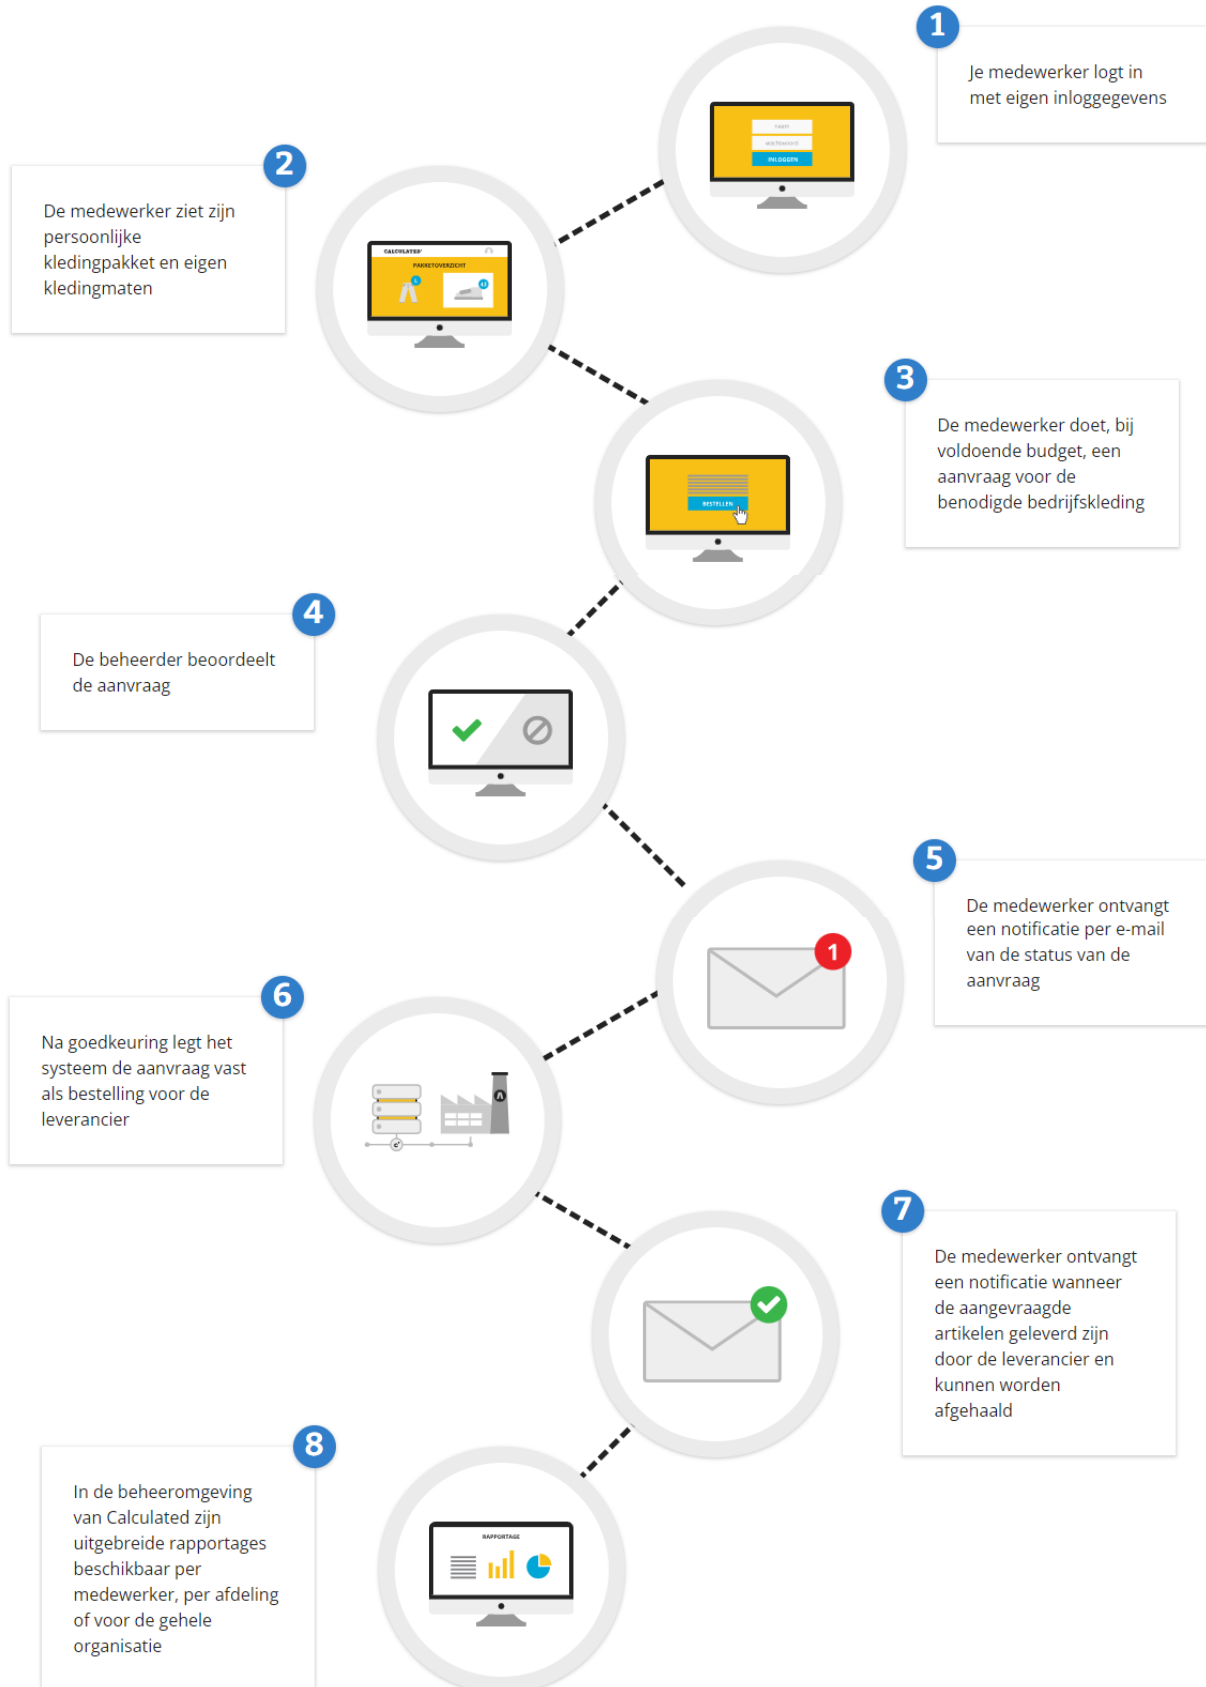 1
Je medewerker logt in
met eigen inloggegevens
INLOGGEN
2
De medewerker ziet zijn
persoonlijke
kledingpakket en eigen
kledingmaten
CALCULATED
PAKKETOVERZICHT
3
De medewerker doet, bij
voldoende budget, een
aanvraag voor de
benodigde bedrijfskleding
BESTELLEN
4
De beheerder beoordeelt
de aanvraag
5
De medewerker ontvangt
een notificatie per e-mail
van de status van de
aanvraag
1
6
Na goedkeuring legt het
systeem de aanvraag vast
als bestelling voor de
leverancier
7
De medewerker ontvangt
een notificatie wanneer
de aangevraagde
artikelen geleverd zijn
door de leverancier en
kunnen worden
afgehaald
8
In de beheeromgeving
van Calculated zijn
uitgebreide rapportages
beschikbaar per
medewerker, per afdeling
of voor de gehele
organisatie
RAPPORTAGE